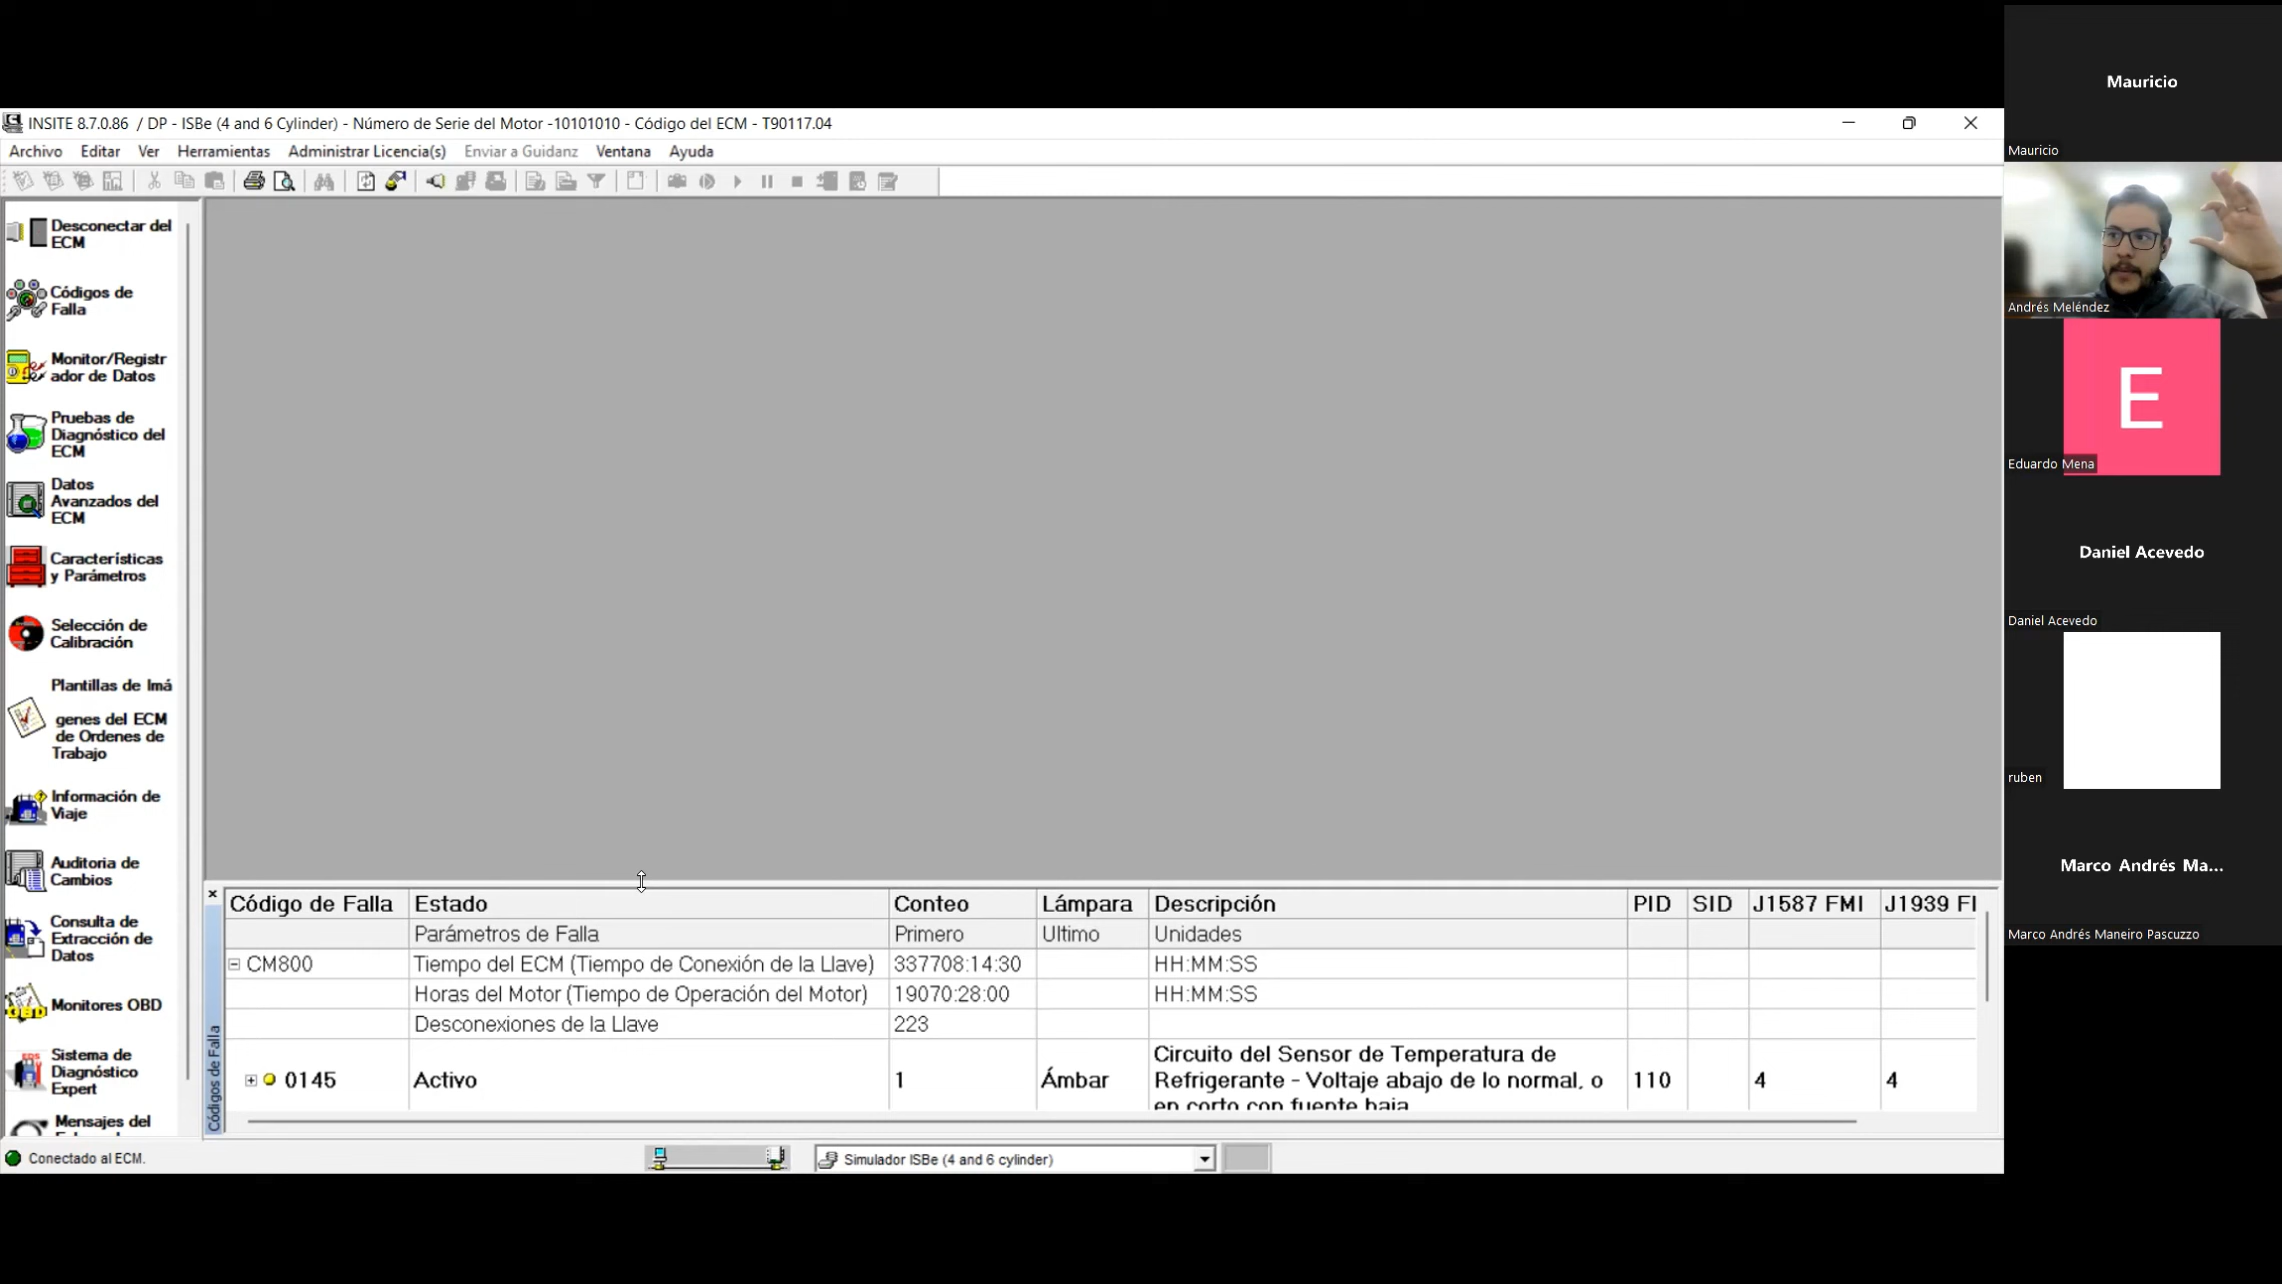 INSITE 8.7.0.86 / DP - ISBe (4 and 6 Cylinder) - Número de Serie del Motor -10101010 - Código del ECM - T90117.04
Archivo Editar Ver Herramientas Administrar Licencia(s) Enviar a Guidanz Ventana Ayuda
Desconectar del
ECM
Códigos de
Falla
Monitor/Registr
ador de Datos
Pruebas de
Diagnóstico del
ECM
Datos
Avanzados del
ECM
Características
y Parámetros
Selección de
Calibración
Plantillas de Imá
genes del ECM
de Ordenes de
Trabajo
Información de
Viaje
Auditoria de
Cambios
Consulta de
Extracción de
Datos
Monitores OBD
Sistema de
Diagnóstico
Expert
Mensajes del
Códigos de Falla
Código de Falla Estado Conteo Lámpara Descripción PID SID J1587 FMI J1939 FI
Parámetros de Falla Primero Ultimo Unidades
CM800 Tiempo del ECM (Tiempo de Conexión de la Llave) 337708:14:30 HH:MM:SS
Horas del Motor (Tiempo de Operación del Motor) 19070:28:00 HH:MM:SS
Desconexiones de la Llave 223
Circuito del Sensor de Temperatura de
0145 Activo 1 Ámbar Refrigerante - Voltaje abajo de lo normal, o 110 4 4
en corto con fuente baja
Conectado al ECM.
Simulador ISBe (4 and 6 cylinder)
Mauricio
Mauricio
Andrés Meléndez
E
Eduardo Mena
Daniel Acevedo
Daniel Acevedo
ruben
Marco Andrés Ma...
Marco Andrés Maneiro Pascuzzo